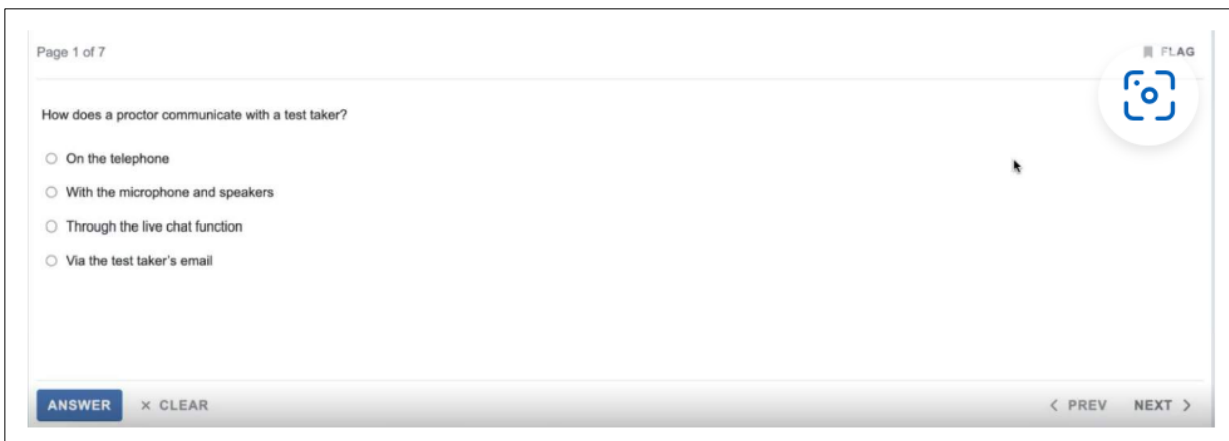 Page 1 of 7
FLAG
How does a proctor communicate with a test taker?
On the telephone
With the microphone and speakers
Through the live chat function
Via the test taker's email
ANSWER × CLEAR
< PREV NEXT >